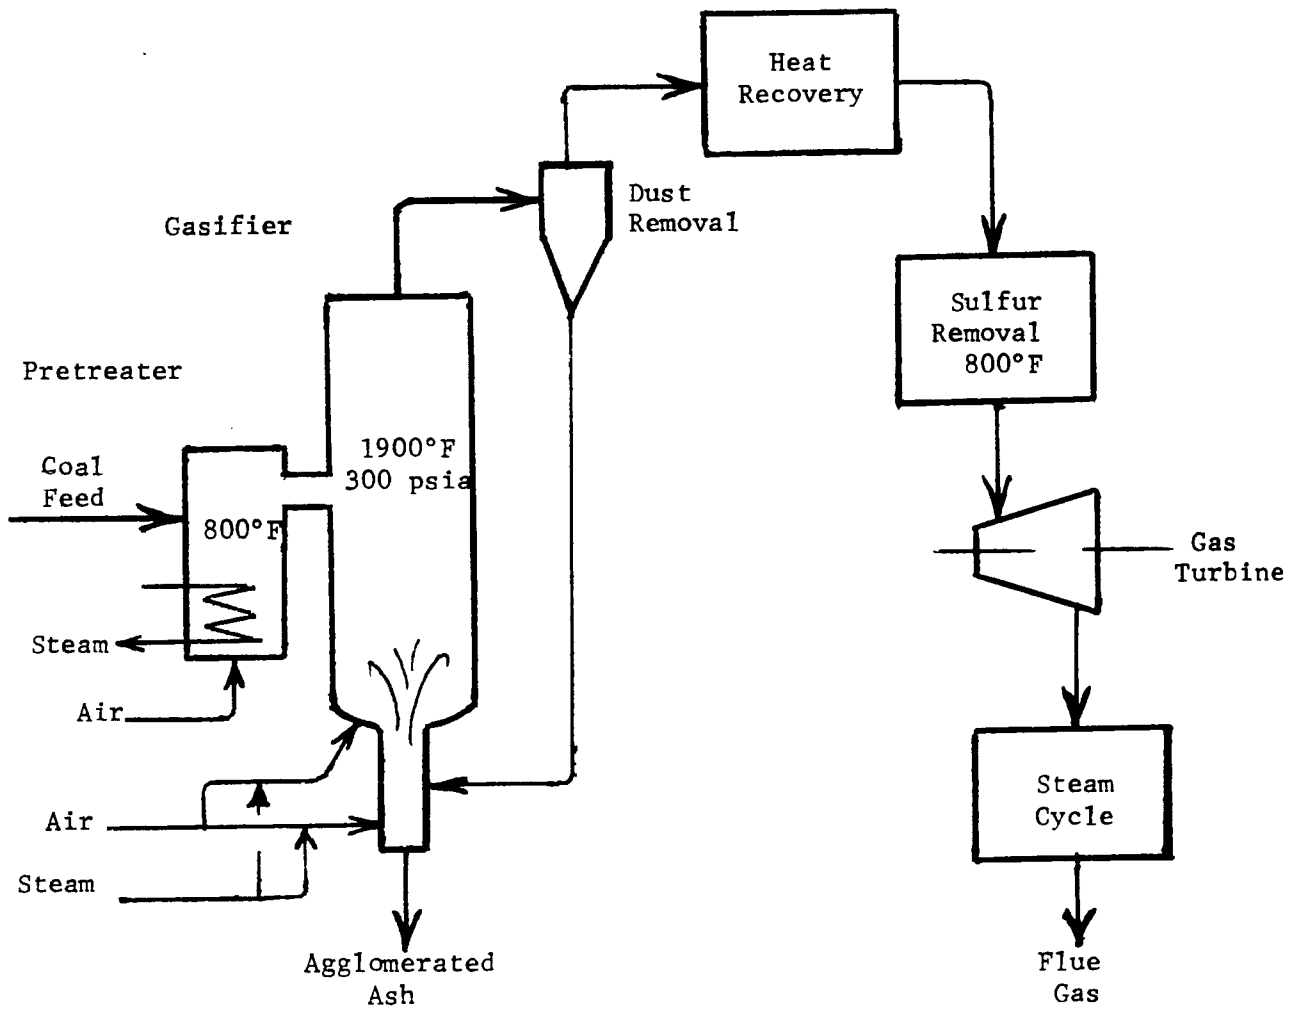 Heat
Recovery
Dust
Removal
Gasifier
Sulfur
Removal
800°F
Pretreater
1900°F
300 psia
Coal
Feed
800°F
Gas
Turbine
Steam
Air
Steam
Cycle
Air
Steam
Agglomerated
Ash
Flue
Gas